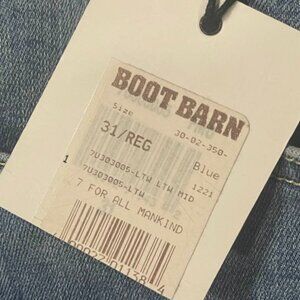 BOOT BARN
Size 30-02-350-
31/REG Blue
7U303005-LTW LTW MID 1221
1 7U303005-LTW
7 FOR ALL MANKIND